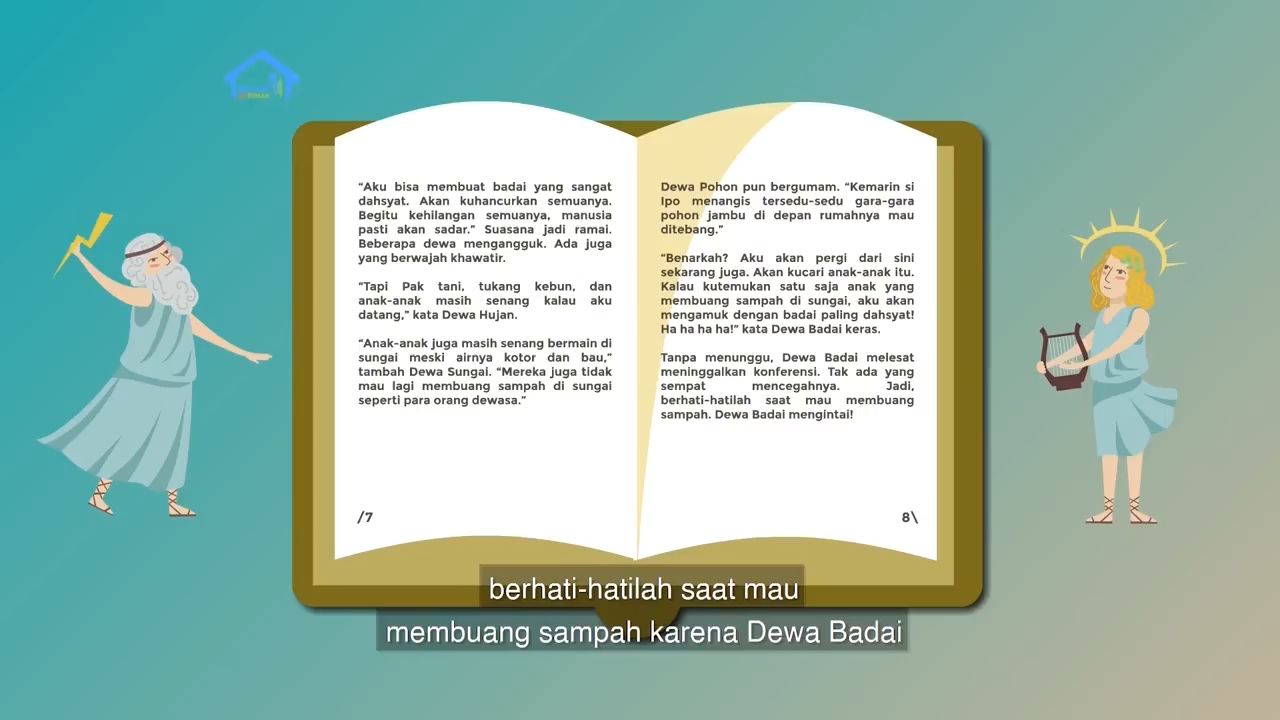 “Aku bisa membuat badai yang sangat
dahsyat. Akan kuhancurkan semuanya.
Begitu kehilangan semuanya, manusia
pasti akan sadar.” Suasana jadi ramai.
Beberapa dewa mengangguk. Ada juga
yang berwajah khawatir.
“Tapi Pak tani, tukang kebun, dan
anak-anak masih senang kalau aku
datang,” kata Dewa Hujan.
“Anak-anak juga masih senang bermain di
sungai meski airnya kotor dan bau,”
tambah Dewa Sungai. “Mereka juga tidak
mau lagi membuang sampah di sungai
seperti para orang dewasa.”
/7
Dewa Pohon pun bergumam. “Kemarin si
Ipo menangis tersedu-sedu gara-gara
pohon jambu di depan rumahnya mau
ditebang.”
“Benarkah? Aku akan pergi dari sini
sekarang juga. Akan kucari anak-anak itu.
Kalau kutemukan satu saja anak yang
membuang sampah di sungai, aku akan
mengamuk dengan badai paling dahsyat!
Ha ha ha ha!” kata Dewa Badai keras.
Tanpa menunggu, Dewa Badai melesat
meninggalkan konferensi. Tak ada yang
sempat mencegahnya. Jadi,
berhati-hatilah saat mau membuang
sampah. Dewa Badai mengintai!
8\
berhati-hatilah saat mau
membuang sampah karena Dewa Badai